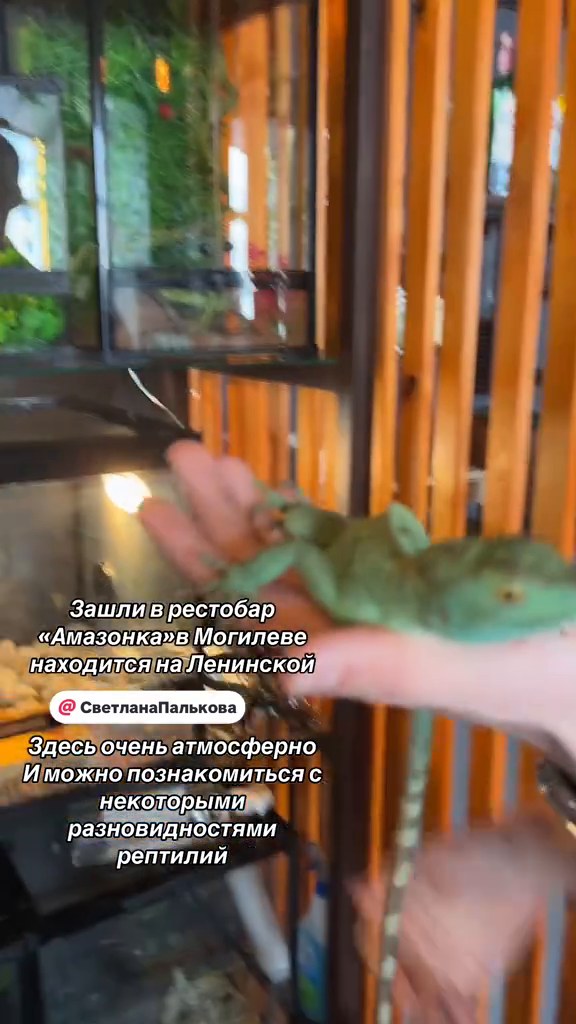 Зашли в рестобар
«Амазонка»в Могилеве
находится на Ленинской
@ СветланаПалькова
Здесь очень атмосферно
И можно познакомиться с
некоторыми
разновидностями
рептилий